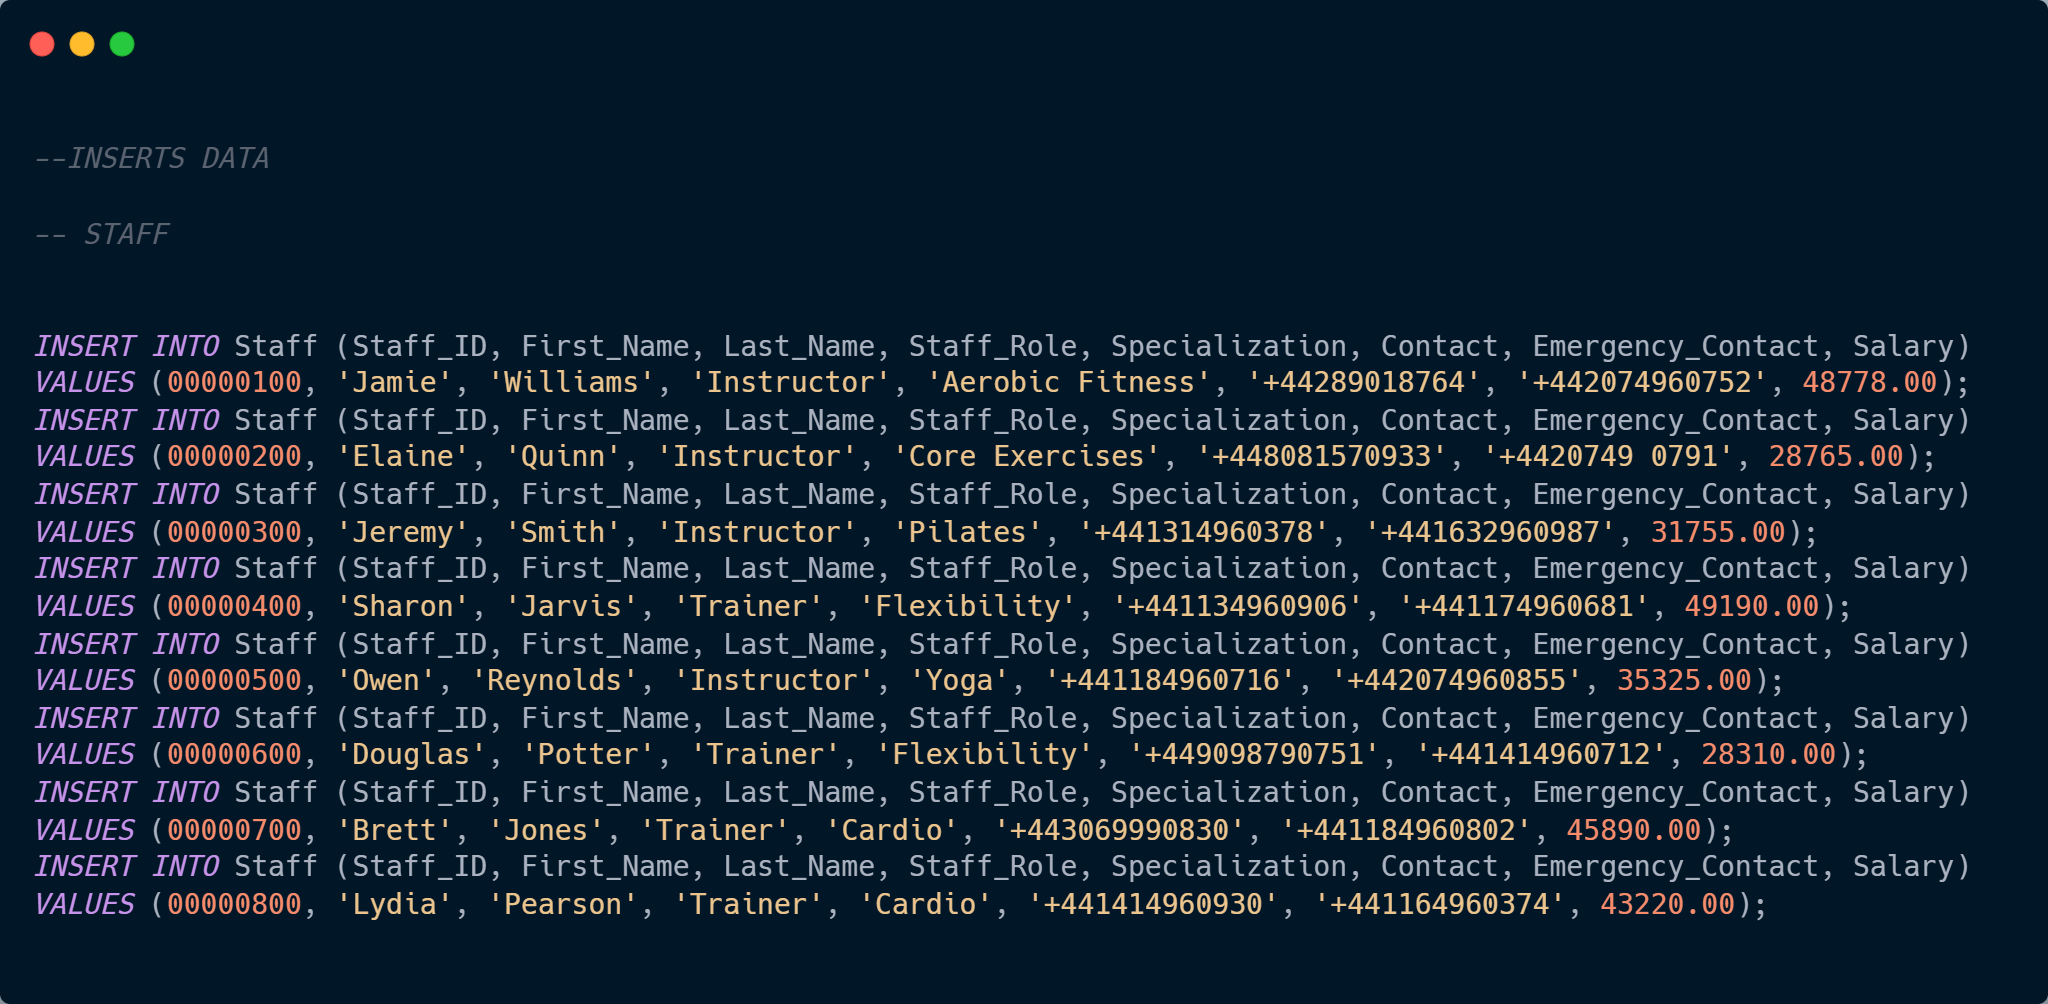 --INSERTS DATA
-- STAFF
INSERT INTO Staff (Staff_ID, First_Name, Last_Name, Staff_Role, Specialization, Contact, Emergency_Contact, Salary)
VALUES (00000100, 'Jamie', 'Williams', 'Instructor', 'Aerobic Fitness', '+44289018764', '+442074960752', 48778.00);
INSERT INTO Staff (Staff_ID, First_Name, Last_Name, Staff_Role, Specialization, Contact, Emergency_Contact, Salary)
VALUES (00000200, 'Elaine', 'Quinn', 'Instructor', 'Core Exercises', '+448081570933', '+4420749 0791', 28765.00);
INSERT INTO Staff (Staff_ID, First_Name, Last_Name, Staff_Role, Specialization, Contact, Emergency_Contact, Salary)
VALUES (00000300, 'Jeremy', 'Smith', 'Instructor', 'Pilates', '+441314960378', '+441632960987', 31755.00);
INSERT INTO Staff (Staff_ID, First_Name, Last_Name, Staff_Role, Specialization, Contact, Emergency_Contact, Salary)
VALUES (00000400, 'Sharon', 'Jarvis', 'Trainer', 'Flexibility', '+441134960906', '+441174960681', 49190.00);
INSERT INTO Staff (Staff_ID, First_Name, Last_Name, Staff_Role, Specialization, Contact, Emergency_Contact, Salary)
VALUES (00000500, 'Owen', 'Reynolds', 'Instructor', 'Yoga', '+441184960716', '+442074960855', 35325.00);
INSERT INTO Staff (Staff_ID, First_Name, Last_Name, Staff_Role, Specialization, Contact, Emergency_Contact, Salary)
VALUES (00000600, 'Douglas', 'Potter', 'Trainer', 'Flexibility', '+449098790751', '+441414960712', 28310.00);
INSERT INTO Staff (Staff_ID, First_Name, Last_Name, Staff_Role, Specialization, Contact, Emergency_Contact, Salary)
VALUES (00000700, 'Brett', 'Jones', 'Trainer', 'Cardio', '+443069990830', '+441184960802', 45890.00);
INSERT INTO Staff (Staff_ID, First_Name, Last_Name, Staff_Role, Specialization, Contact, Emergency_Contact, Salary)
VALUES (00000800, 'Lydia', 'Pearson', 'Trainer', 'Cardio', '+441414960930', '+441164960374', 43220.00);